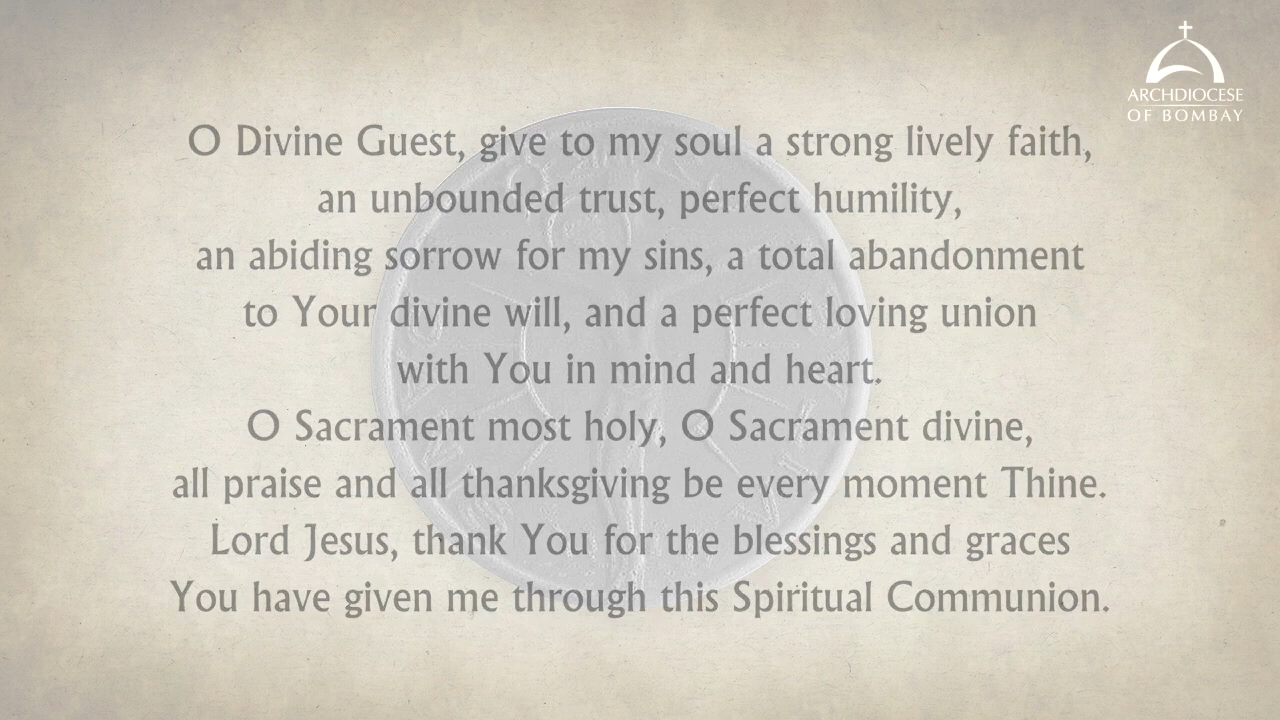 ARCHDIOCESE
OF BOMBAY
O Divine Guest, give to my soul a strong lively faith,
an unbounded trust, perfect humility,
an abiding sorrow for my sins, a total abandonment
to Your divine will, and a perfect loving union
with You in mind and heart.
O Sacrament most holy, O Sacrament divine,
all praise and all thanksgiving be every moment Thine.
Lord Jesus, thank You for the blessings and graces
You have given me through this Spiritual Communion.